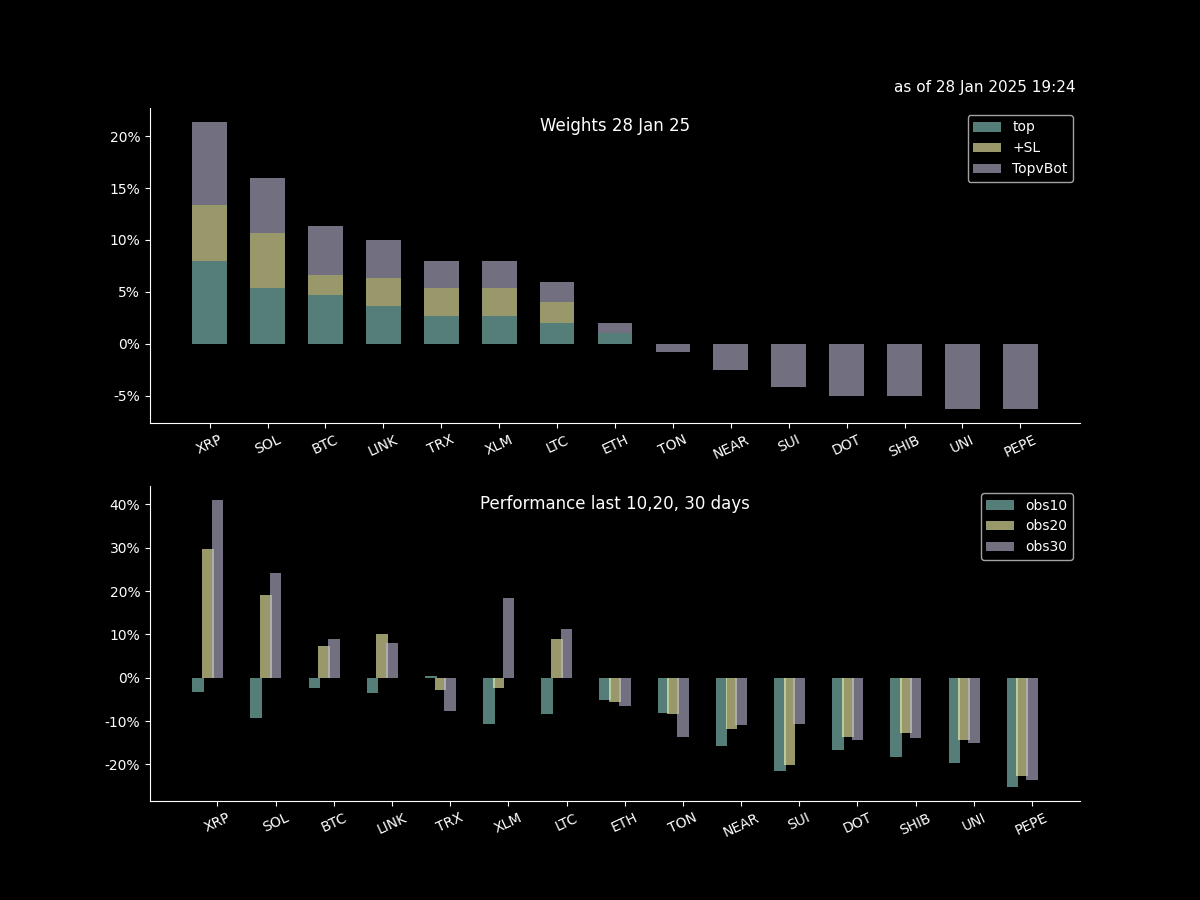 as of 28 Jan 2025 19:24
Weights 28 Jan 25
top
+SL
TopvBot
20%
15%
10%
5%
0%
-5%
XRP SOL BTC LINK TRX XLM LTC ETH TON NEAR SUI DOT SHIB UNI PEPE
Performance last 10,20, 30 days
obs10
obs20
obs30
40%
30%
20%
10%
0%
-10%
-20%
XRP SOL BTC LINK TRX XLM LTC ETH TON NEAR SUI DOT SHIB UNI PEPE